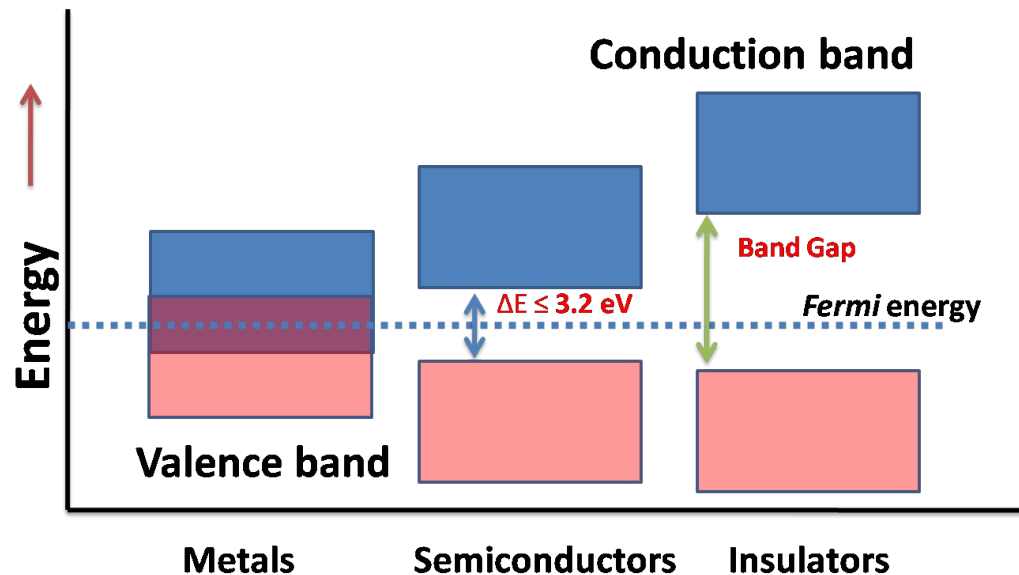 Conduction band
Energy
Band Gap
ΔE ≤ 3.2 eV
Fermi energy
Valence band
Metals
Semiconductors
Insulators